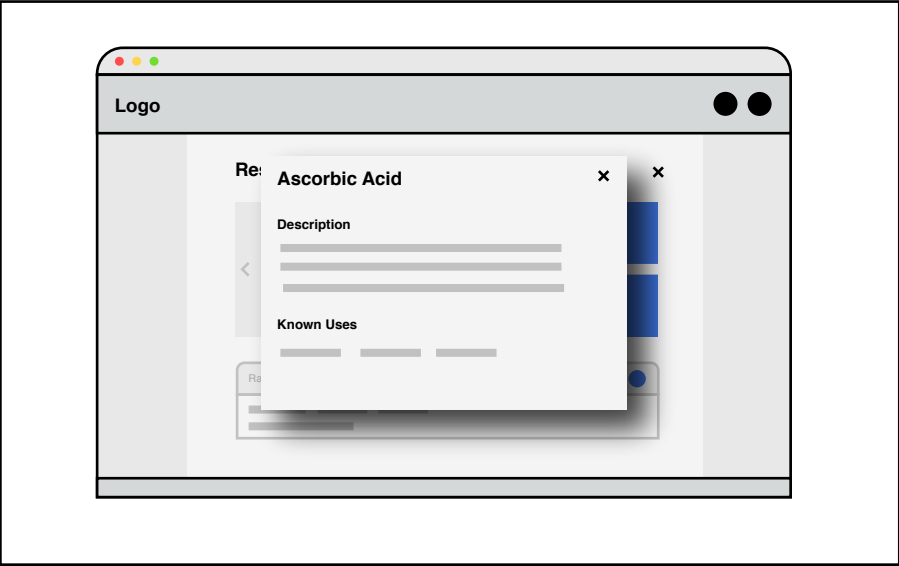 Logo
Res
Ascorbic Acid
Description
Known Uses
Ra